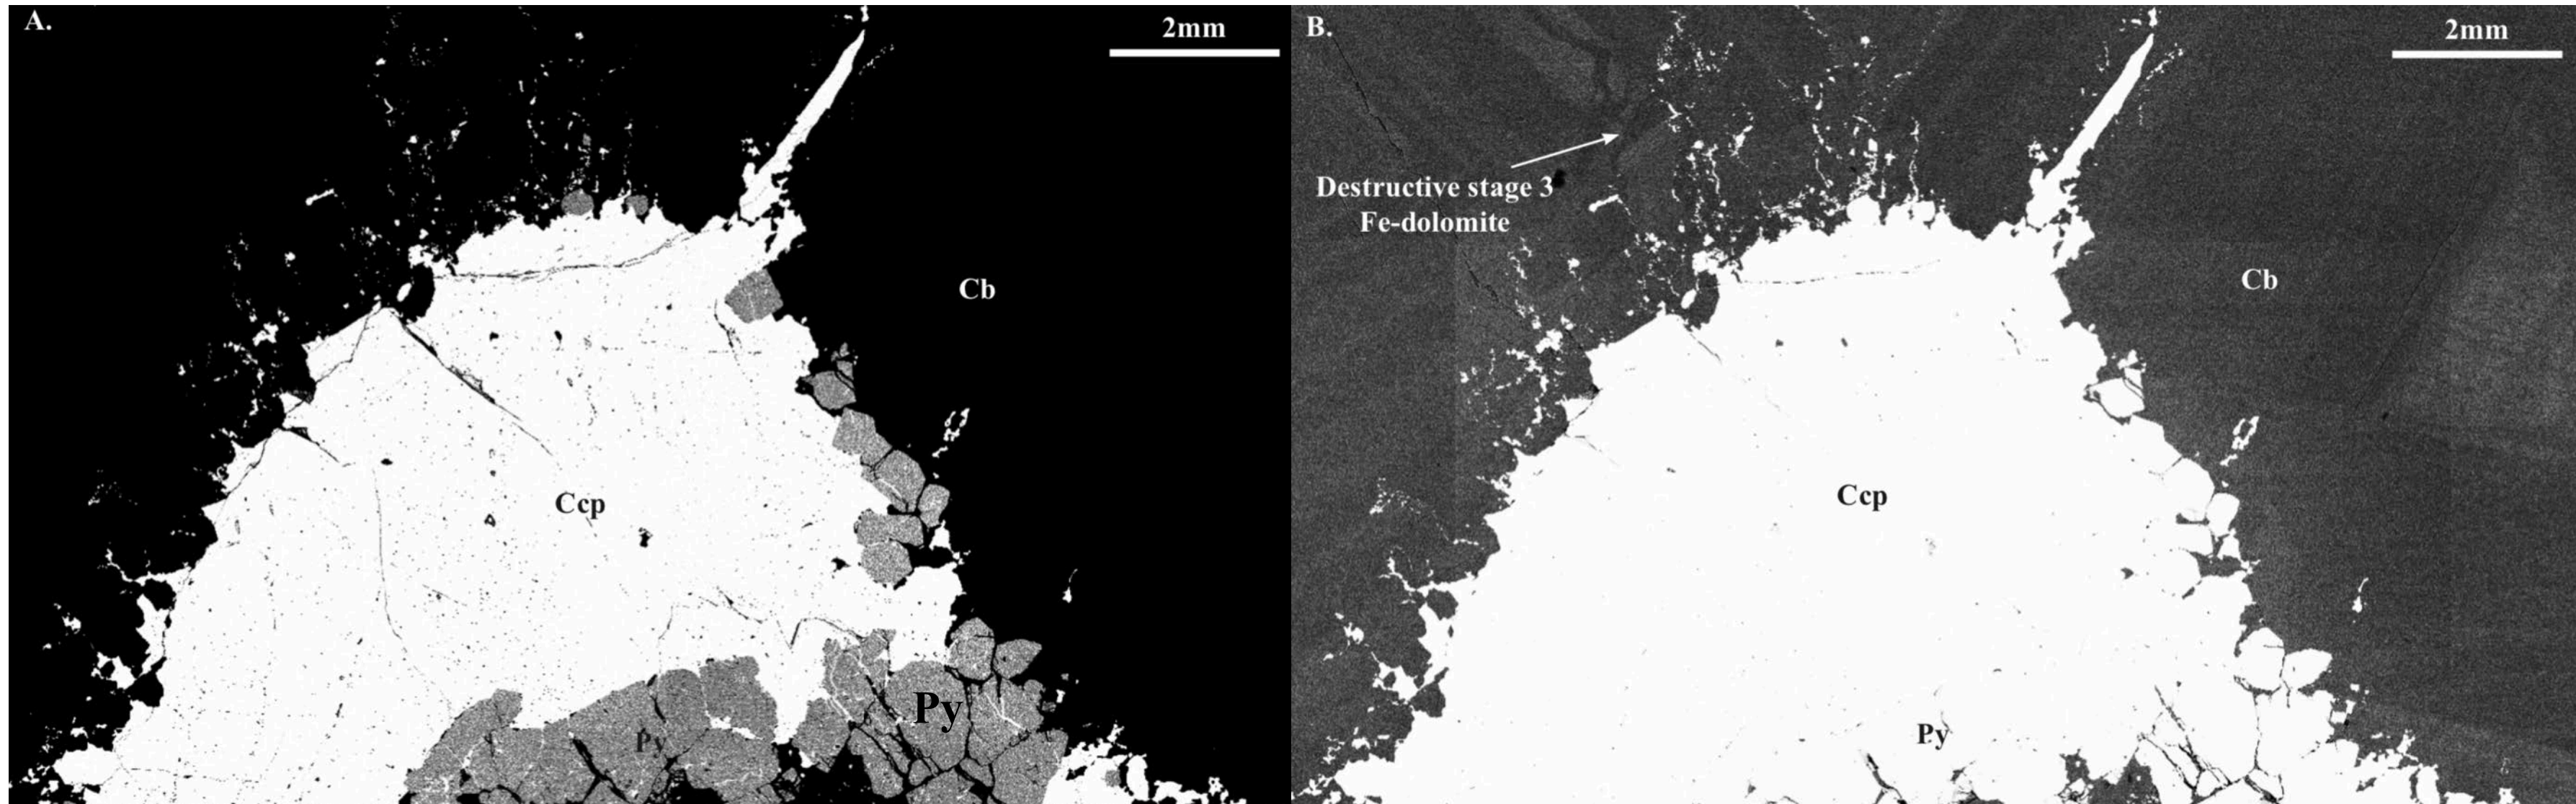 A.
2mm
Cb
Ccp
Py
Py
B.
2mm
Destructive stage 3
Fe-dolomite
Cb
Ccp
Py